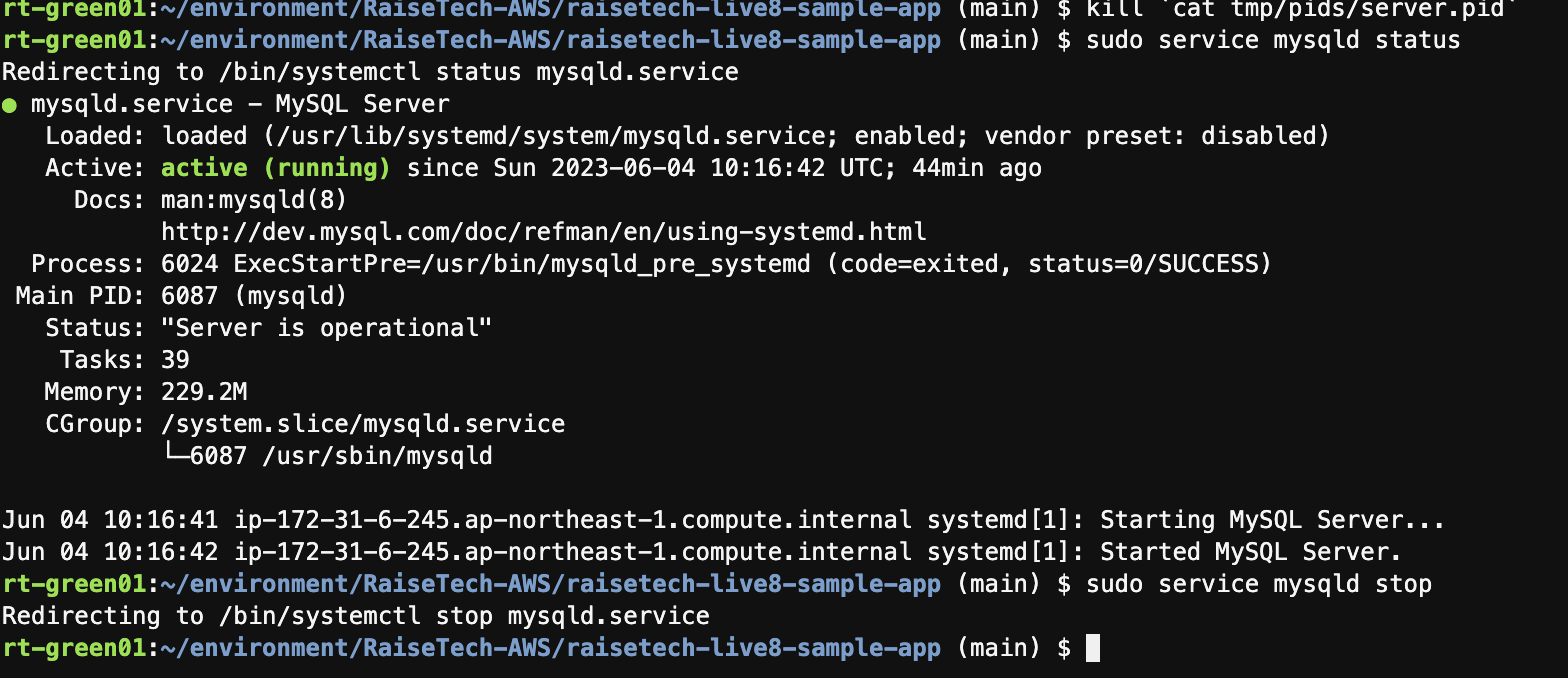 rt-green01:~/environment/RaiseTech-AWS/raisetech-live8-sample-app (main) $ kill `cat tmp/pids/server.pid`
rt-green01:~/environment/RaiseTech-AWS/raisetech-live8-sample-app (main) $ sudo service mysqld status
Redirecting to /bin/systemctl status mysqld.service
● mysqld.service - MySQL Server
   Loaded: loaded (/usr/lib/systemd/system/mysqld.service; enabled; vendor preset: disabled)
   Active: active (running) since Sun 2023-06-04 10:16:42 UTC; 44min ago
     Docs: man:mysqld(8)
           http://dev.mysql.com/doc/refman/en/using-systemd.html
  Process: 6024 ExecStartPre=/usr/bin/mysqld_pre_systemd (code=exited, status=0/SUCCESS)
 Main PID: 6087 (mysqld)
   Status: "Server is operational"
    Tasks: 39
   Memory: 229.2M
   CGroup: /system.slice/mysqld.service
           └─6087 /usr/sbin/mysqld

Jun 04 10:16:41 ip-172-31-6-245.ap-northeast-1.compute.internal systemd[1]: Starting MySQL Server...
Jun 04 10:16:42 ip-172-31-6-245.ap-northeast-1.compute.internal systemd[1]: Started MySQL Server.
rt-green01:~/environment/RaiseTech-AWS/raisetech-live8-sample-app (main) $ sudo service mysqld stop
Redirecting to /bin/systemctl stop mysqld.service
rt-green01:~/environment/RaiseTech-AWS/raisetech-live8-sample-app (main) $